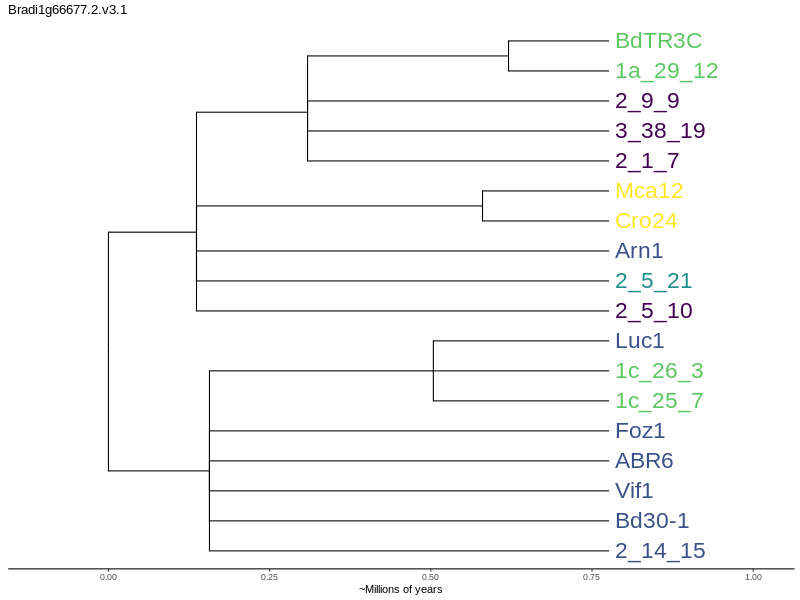 Bradi1g66677.2.v3.1
BdTR3C
1a_29_12
2_9_9
3_38_19
2_1_7
Mca12
Cro24
Arn1
2_5_21
2_5_10
Luc1
1c_26_3
1c_25_7
Foz1
ABR6
Vif1
Bd30-1
2_14_15
0.00 0.25 0.50 0.75 1.00
~Millions of years